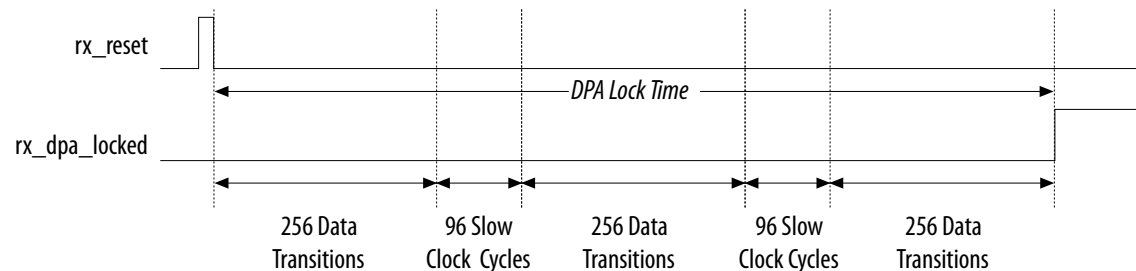 rx_reset
DPA Lock Time
rx_dpa_locked
256 Data
Transitions
96 Slow
Clock Cycles
256 Data
Transitions
96 Slow
Clock Cycles
256 Data
Transitions